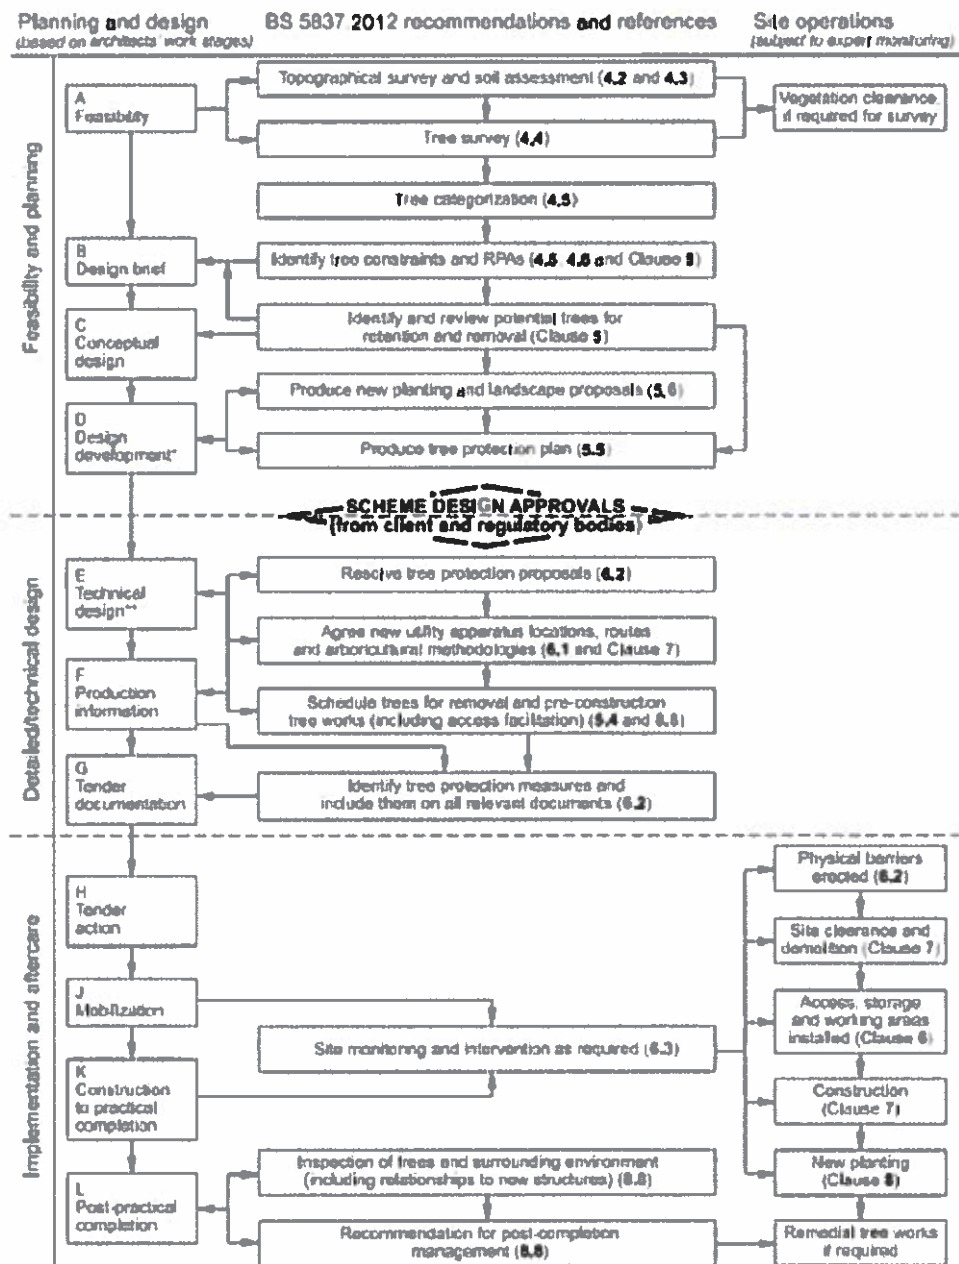 Planning and design
(based on architects' work stages)
BS 5837 2012 recommendations and references
Site operations
(subject to expert monitoring)
Feasibility and planning
A
Feasibility
Topographical survey and soil assessment (4.2 and 4.3)
Vegetation clearance,
if required for survey
Tree survey (4.4)
Tree categorization (4.5)
B
Design brief
Identify tree constraints and RPAs (4.5 4.6 and Clause 5)
C
Conceptual
design
Identify and review potential trees for
retention and removal (Clause 5)
Produce new planting and landscape proposals (5.6)
D
Design
development*
Produce tree protection plan (5.5)
SCHEME DESIGN APPROVALS
(from client and regulatory bodies)
Detailed/technical design
E
Technical
design**
Resolve tree protection proposals (6.2)
Agree new utility apparatus locations, routes
and arboricultural methodologies (6.1 and Clause 7)
F
Production
information
Schedule trees for removal and pre-construction
tree works (including access facilitation) (5.4 and 8.8)
G
Tender
documentation
Identify tree protection measures and
include them on all relevant documents (6.2)
Implementation and aftercare
H
Tender
action
Physical barriers
erected (6.2)
Site clearance and
demolition (Clause 7)
J
Mobilization
Access, storage
and working areas
installed (Clause 6)
Site monitoring and intervention as required (6.3)
K
Construction
to practical
completion
Construction
(Clause 7)
L
Post-practical
completion
Inspection of trees and surrounding environment
(including relationships to new structures) (8.8)
New planting
(Clause 8)
Recommendation for post-completion
management (8.8)
Remedial tree works
if required